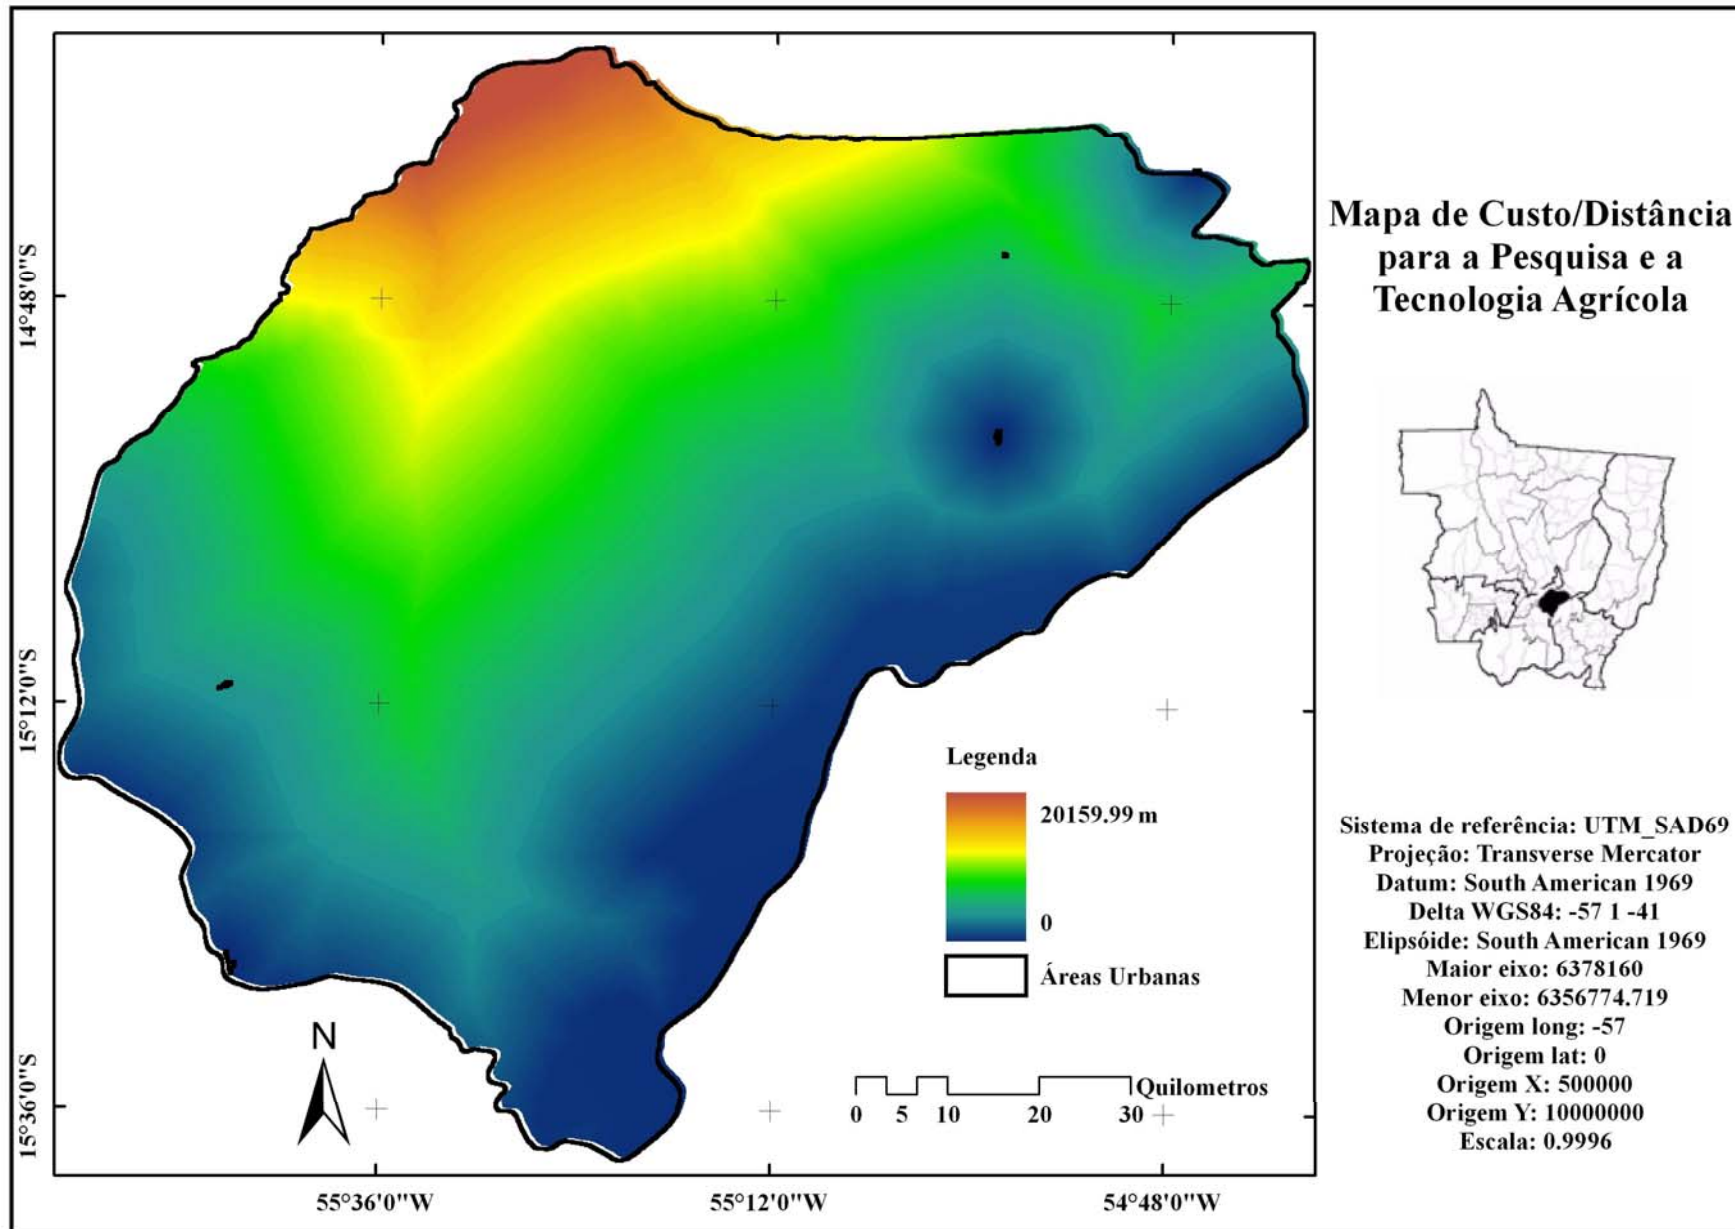 Mapa de Custo/Distância
para a Pesquisa e a
Tecnologia Agrícola
14°48'0"S
15°12'0"S
15°36'0"S
55°36'0"W
55°12'0"W
54°48'0"W
Legenda
20159.99 m
0
Áreas Urbanas
N
Quilometros
0 5 10 20 30
Sistema de referência: UTM_SAD69
Projeção: Transverse Mercator
Datum: South American 1969
Delta WGS84: -57 1 -41
Elipsóide: South American 1969
Maior eixo: 6378160
Menor eixo: 6356774.719
Origem long: -57
Origem lat: 0
Origem X: 500000
Origem Y: 10000000
Escala: 0.9996